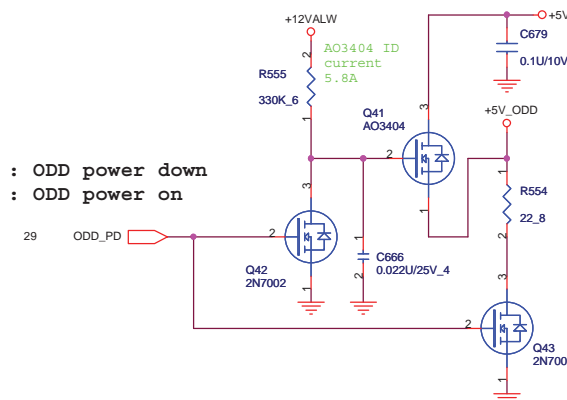 +12VALW
+5V
AO3404 ID
current
5.8A
C679
0.1U/10V
2
R555
330K_6
1
Q41
AO3404
3
2
1
+5V_ODD
: ODD power down
: ODD power on
1
R554
22_8
2
29
ODD_PD
2
3
1
Q42
2N7002
1
2
C666
0.022U/25V_4
2
3
1
Q43
2N700